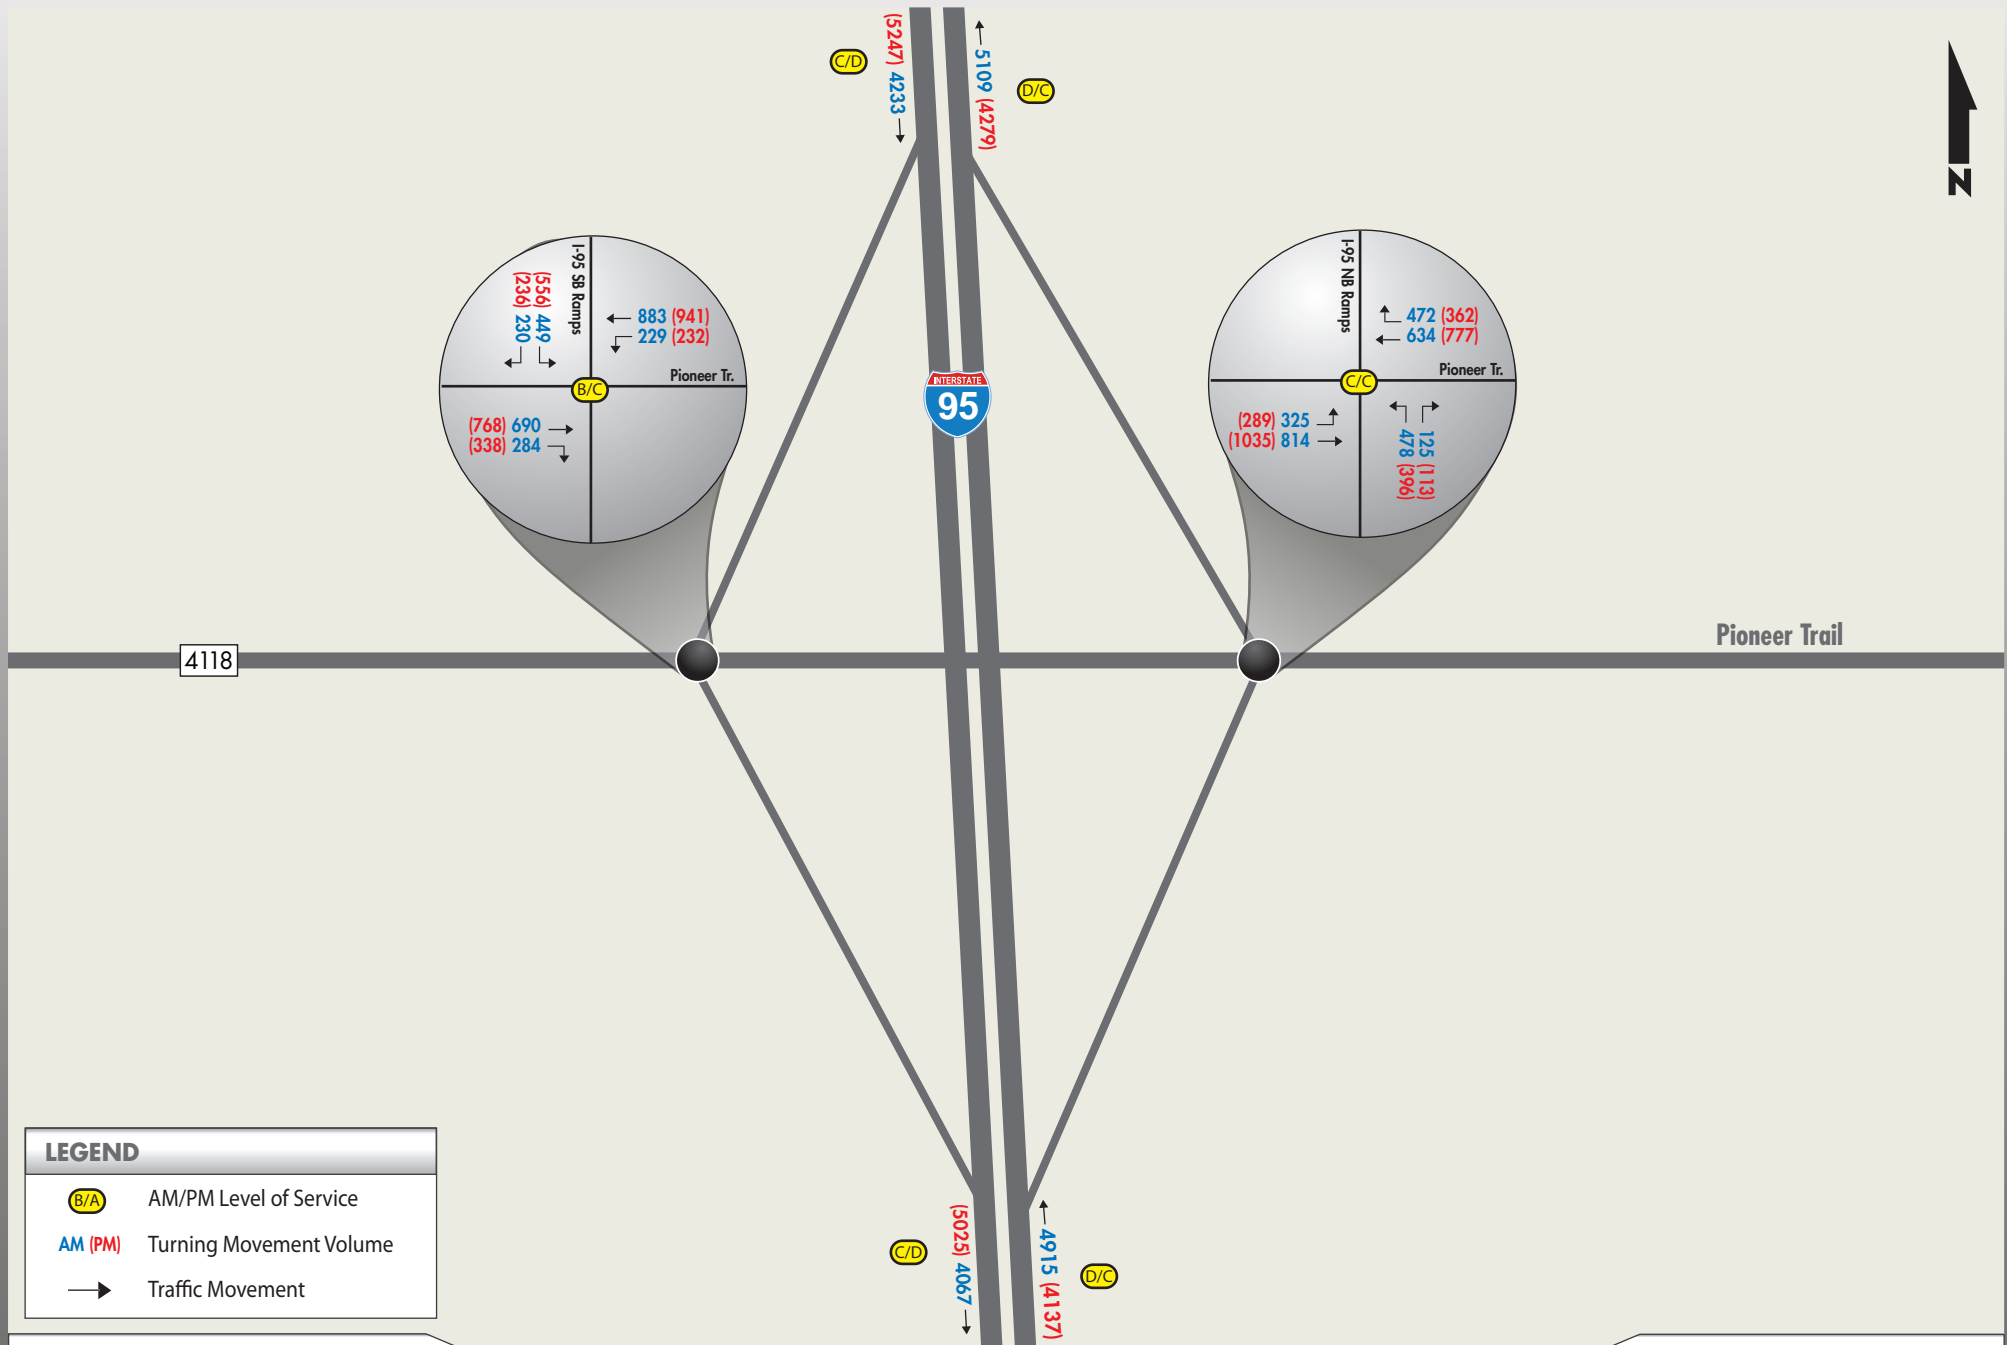 (5247) 4233
5109 (4279)
C/D
D/C
N
I-95 SB Ramps
(236) 230
(556) 449
883 (941)
229 (232)
Pioneer Tr.
B/C
(768) 690
(338) 284
I-95 NB Ramps
472 (362)
634 (777)
Pioneer Tr.
C/C
(289) 325
(1035) 814
478 (396)
125 (113)
INTERSTATE
95
4118
Pioneer Trail
LEGEND
B/A AM/PM Level of Service
AM (PM) Turning Movement Volume
Traffic Movement
C/D
(5025) 4067
4915 (4137)
D/C